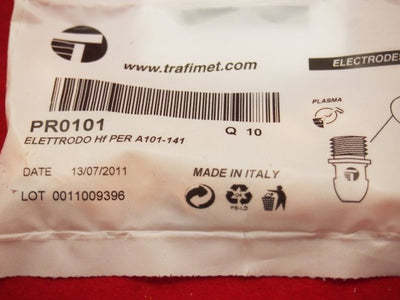 www.trafimet.com
ELECTRODES
PLASMA
PR0101 Q 10
ELETTRODO Hf PER A101-141
DATE 13/07/2011 MADE IN ITALY
LOT 0011009396
PE-LD